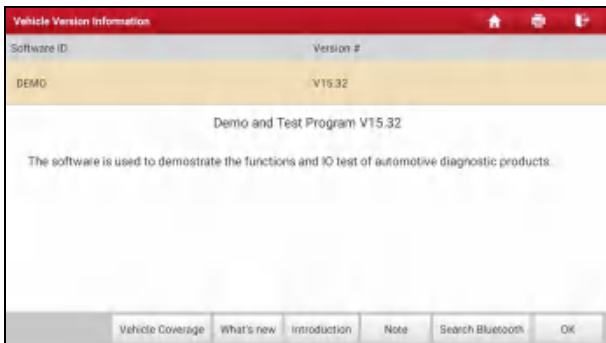 Vehicle Version Information
Software ID Version #
DEMO V15.32
Demo and Test Program V15.32
The software is used to demostrate the functions and IO test of automotive diagnostic products.
Vehicle Coverage What's new Introduction Note Search Bluetooth OK